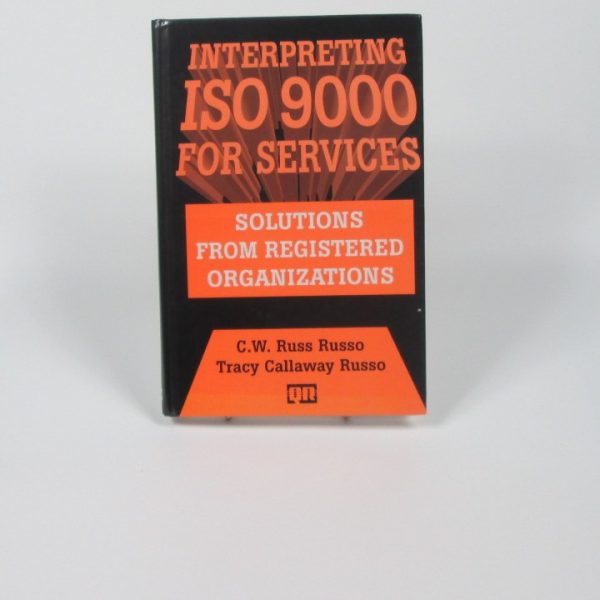 INTERPRETING
ISO 9000
FOR SERVICES
SOLUTIONS
FROM REGISTERED
ORGANIZATIONS
C.W. Russ Russo
Tracy Callaway Russo
QR